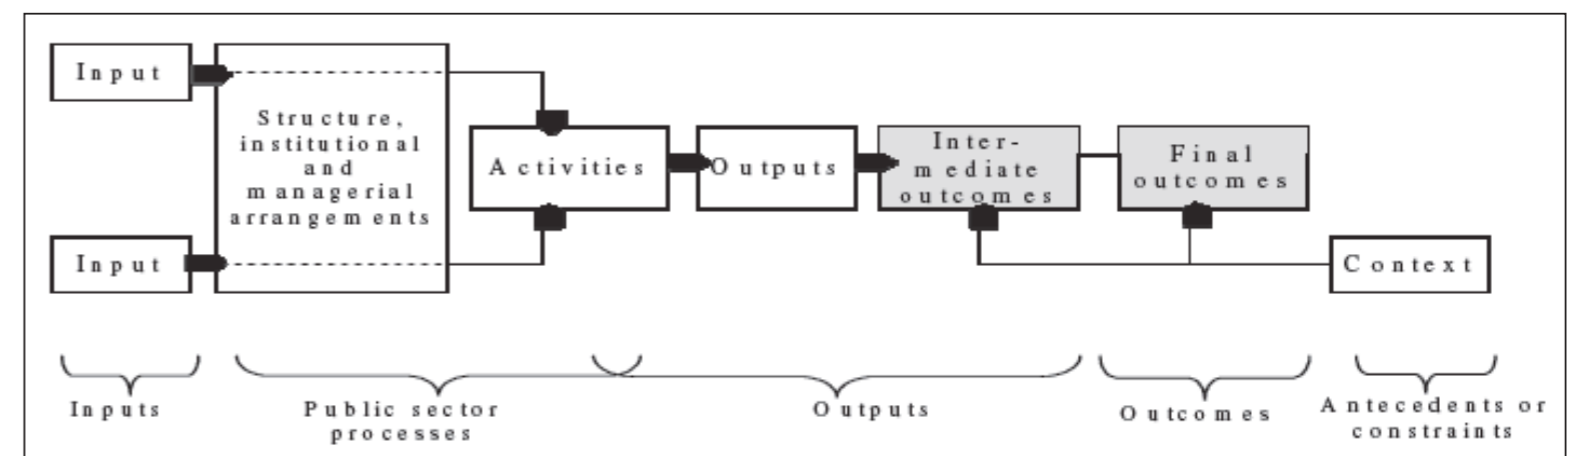 Input
Structure,
institutional
and
managerial
arrangements
Input
Activities
Outputs
Inter-
mediate
outcomes
Final
outcomes
Context
Inputs
Public sector
processes
Outputs
Outcomes
Antecedents or
constraints